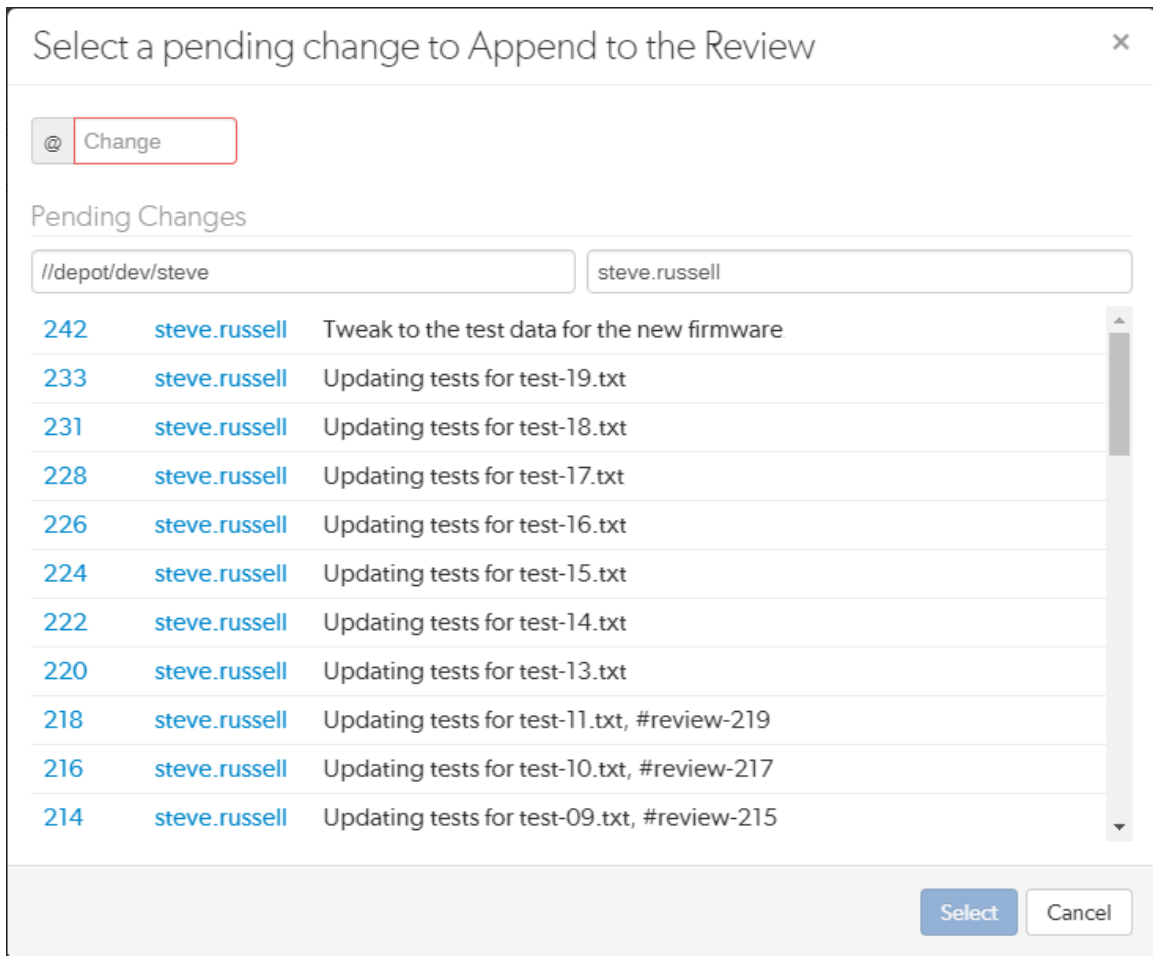 Select a pending change to Append to the Review ×
@ Change
Pending Changes
//depot/dev/steve steve.russell
242 steve.russell Tweak to the test data for the new firmware
233 steve.russell Updating tests for test-19.txt
231 steve.russell Updating tests for test-18.txt
228 steve.russell Updating tests for test-17.txt
226 steve.russell Updating tests for test-16.txt
224 steve.russell Updating tests for test-15.txt
222 steve.russell Updating tests for test-14.txt
220 steve.russell Updating tests for test-13.txt
218 steve.russell Updating tests for test-11.txt, #review-219
216 steve.russell Updating tests for test-10.txt, #review-217
214 steve.russell Updating tests for test-09.txt, #review-215
Select Cancel